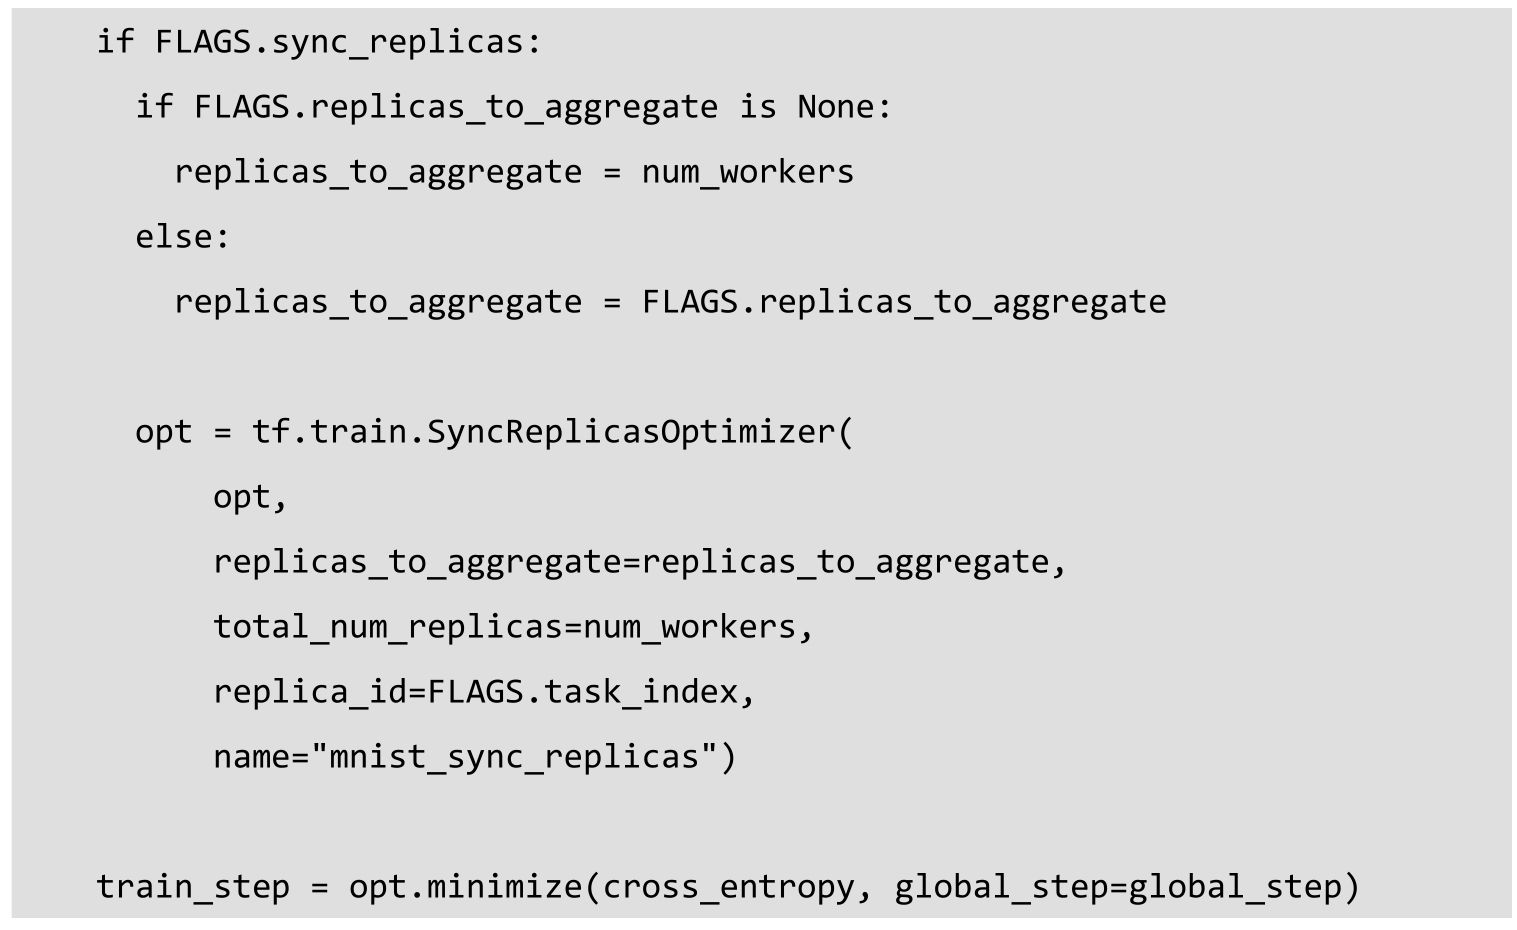 if FLAGS.sync_replicas:
  if FLAGS.replicas_to_aggregate is None:
    replicas_to_aggregate = num_workers
  else:
    replicas_to_aggregate = FLAGS.replicas_to_aggregate

  opt = tf.train.SyncReplicasOptimizer(
      opt,
      replicas_to_aggregate=replicas_to_aggregate,
      total_num_replicas=num_workers,
      replica_id=FLAGS.task_index,
      name="mnist_sync_replicas")

train_step = opt.minimize(cross_entropy, global_step=global_step)